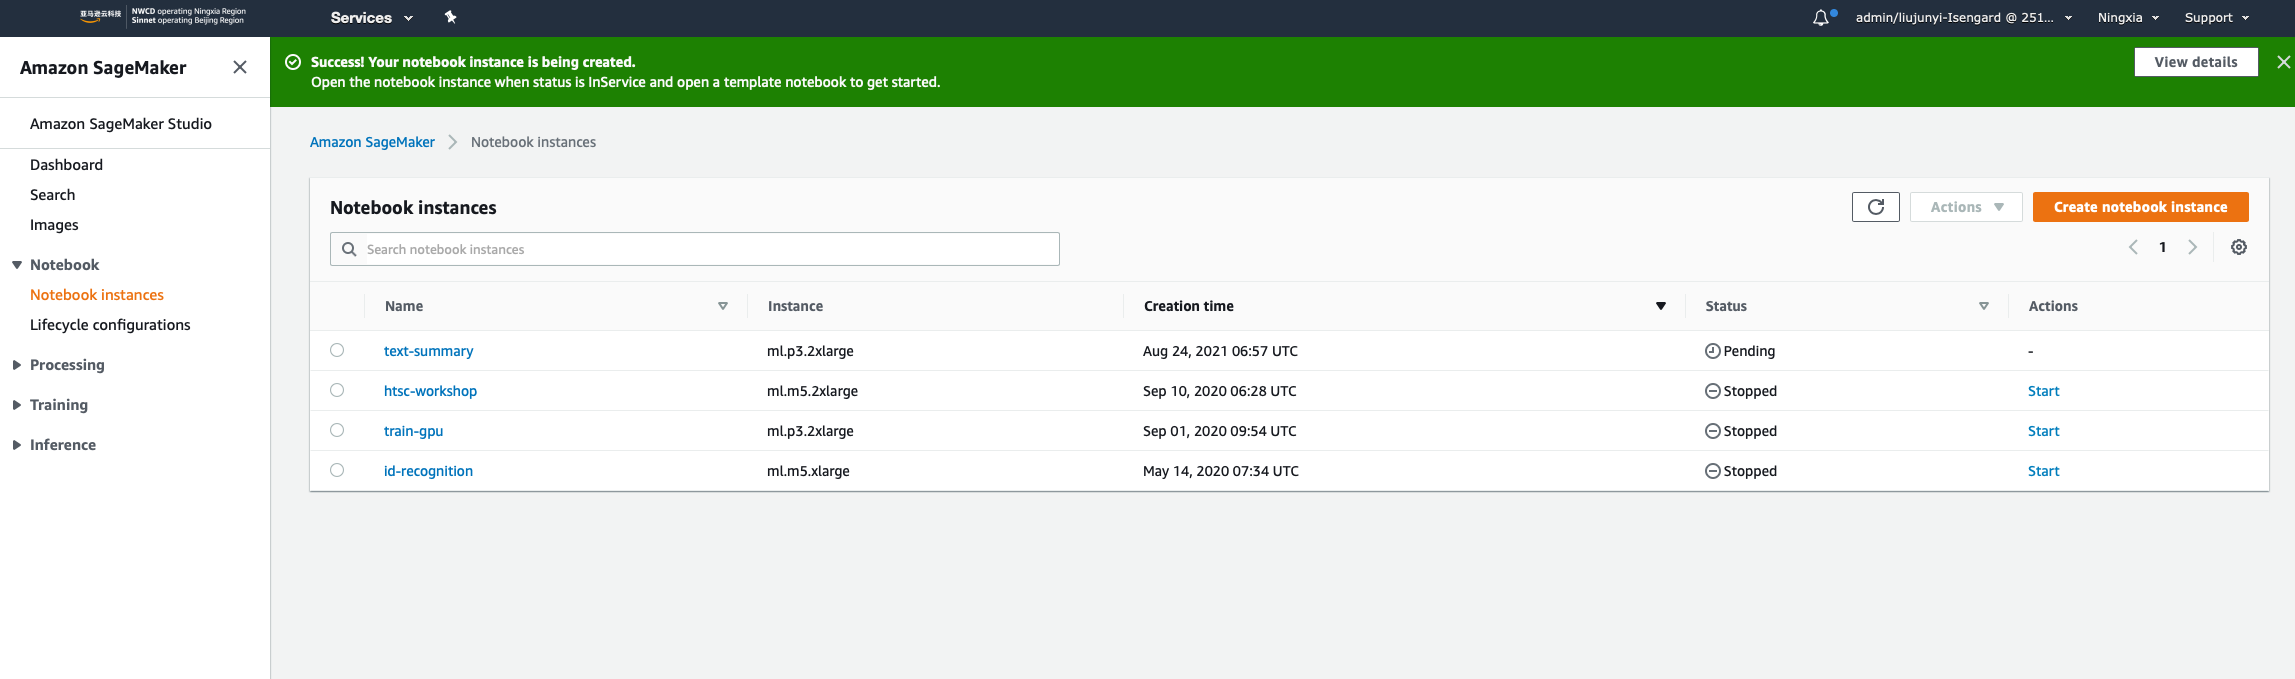 亚马逊云科技
NWCD operating Ningxia Region
Sinnet operating Beijing Region
Services
admin/liujunyi-Isengard @ 251...
Ningxia
Support
Amazon SageMaker
Success! Your notebook instance is being created.
Open the notebook instance when status is InService and open a template notebook to get started.
View details
Amazon SageMaker Studio
Dashboard
Search
Images
Notebook
Notebook instances
Lifecycle configurations
Processing
Training
Inference
Amazon SageMaker > Notebook instances
Notebook instances
Actions
Create notebook instance
Search notebook instances
1
Name Instance Creation time Status Actions
text-summary ml.p3.2xlarge Aug 24, 2021 06:57 UTC Pending -
htsc-workshop ml.m5.2xlarge Sep 10, 2020 06:28 UTC Stopped Start
train-gpu ml.p3.2xlarge Sep 01, 2020 09:54 UTC Stopped Start
id-recognition ml.m5.xlarge May 14, 2020 07:34 UTC Stopped Start